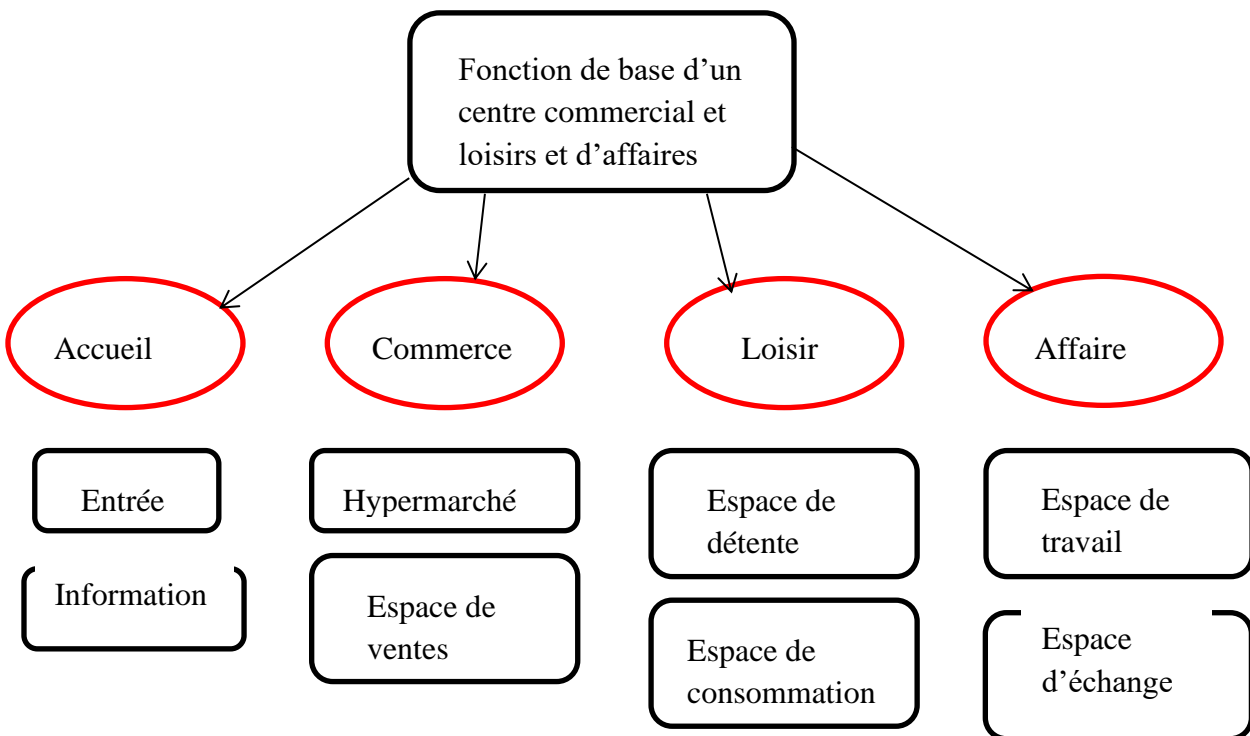 Fonction de base d’un
centre commercial et
loisirs et d’affaires
Accueil
Commerce
Loisir
Affaire
Entrée
Hypermarché
Espace de
détente
Espace de
travail
Information
Espace de
ventes
Espace de
consommation
Espace
d’échange